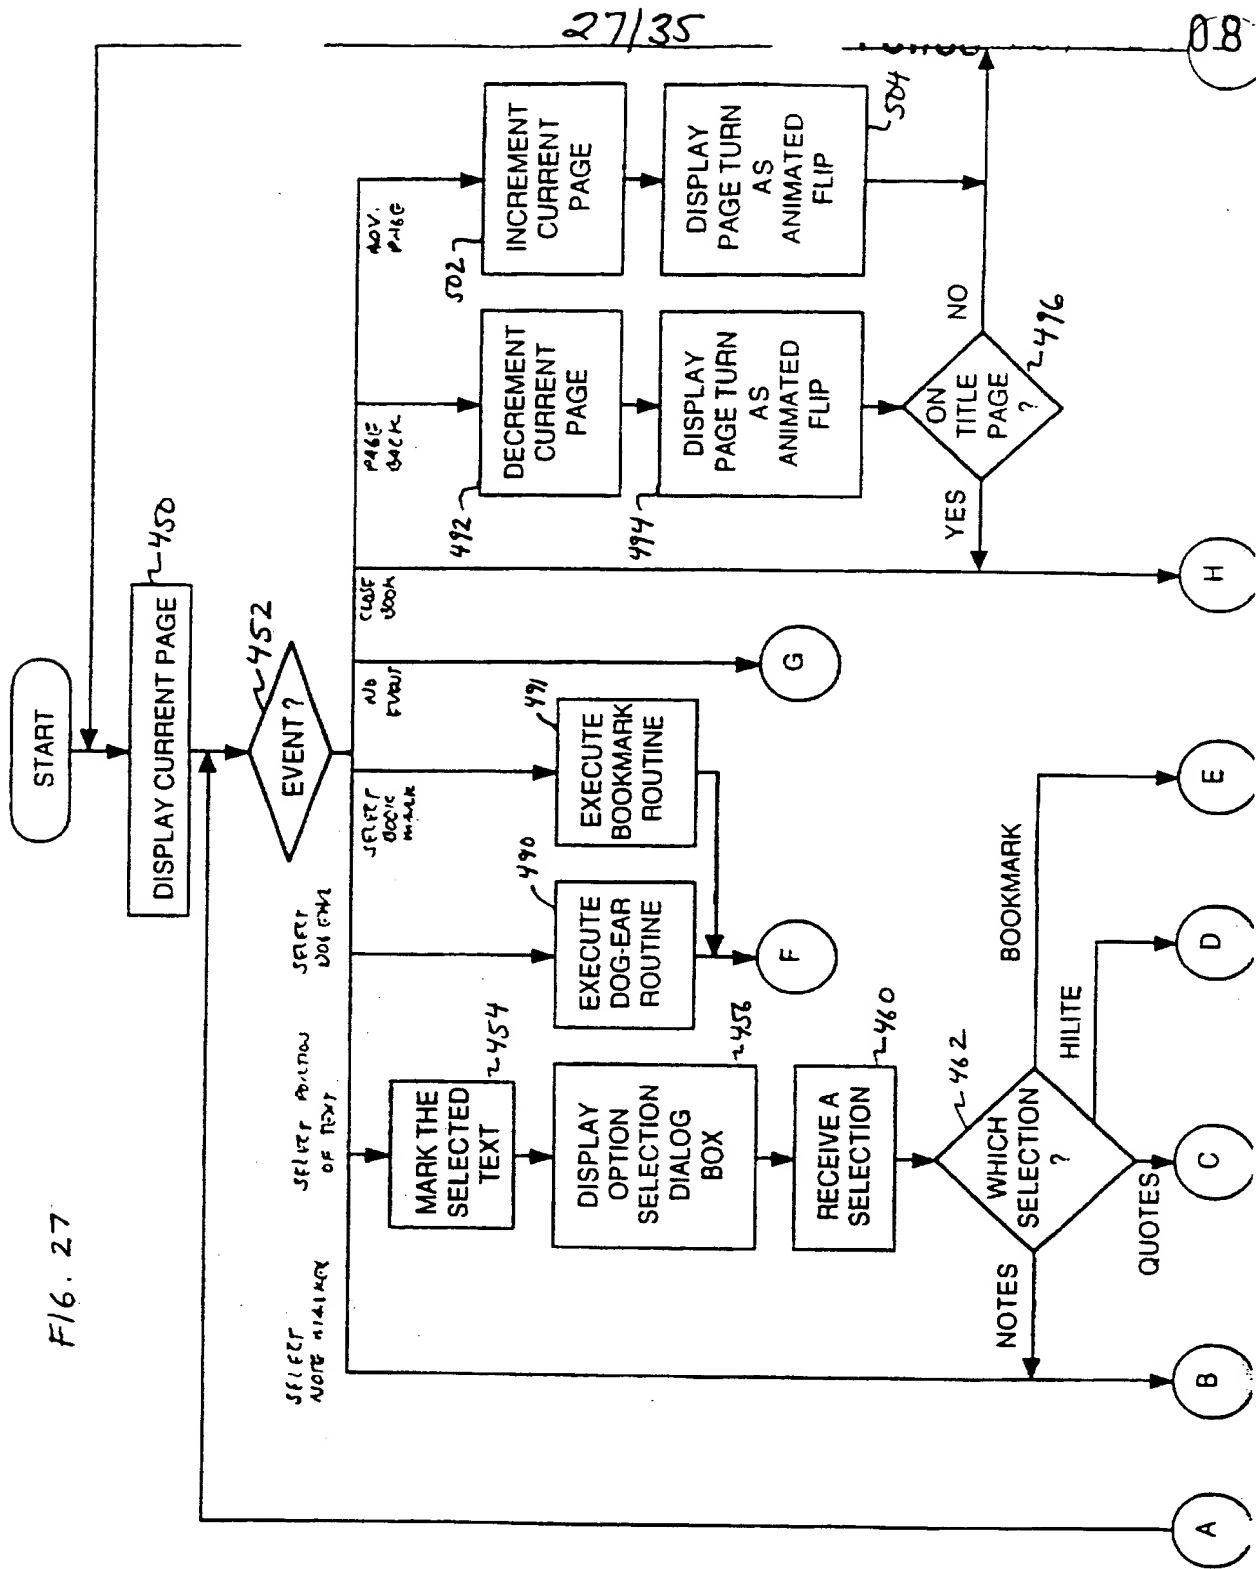 27/35
08
FIG. 27
START
DISPLAY CURRENT PAGE
450
EVENT?
452
SELECT
NOTE MARKER
SELECT PORTION
OF TEXT
SELECT
DOG EAR
SELECT
BOOK
MARK
NO
EVENT
CLOSE
BOOK
PAGE
BACK
ADV.
PAGE
MARK THE
SELECTED
TEXT
454
DISPLAY
OPTION
SELECTION
DIALOG
BOX
456
RECEIVE A
SELECTION
460
WHICH
SELECTION
?
462
NOTES
QUOTES
HILITE
BOOKMARK
EXECUTE
DOG-EAR
ROUTINE
490
EXECUTE
BOOKMARK
ROUTINE
491
DECREMENT
CURRENT
PAGE
492
DISPLAY
PAGE TURN
AS
ANIMATED
FLIP
494
ON
TITLE
PAGE
?
496
YES
NO
INCREMENT
CURRENT
PAGE
502
DISPLAY
PAGE TURN
AS
ANIMATED
FLIP
504
A
B
C
D
E
F
G
H